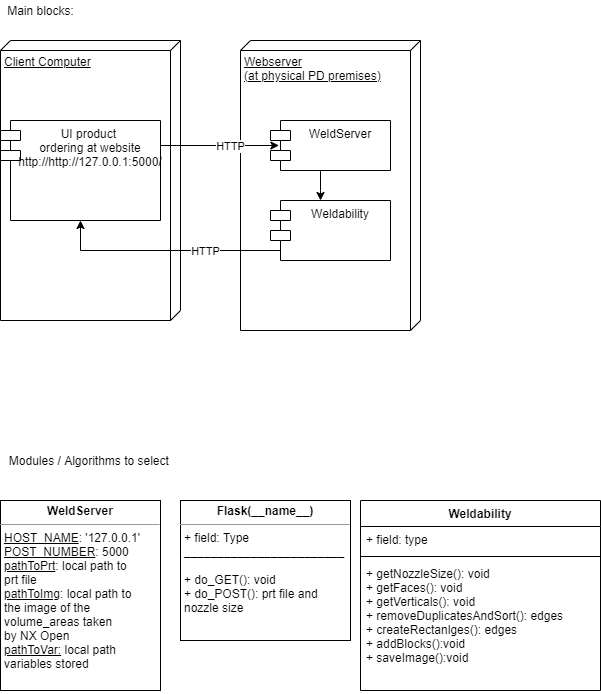 Main blocks:
Client Computer
Webserver
(at physical PD premises)
UI product
ordering at website
http://http://127.0.0.1:5000/
HTTP
WeldServer
Weldability
HTTP
Modules / Algorithms to select
WeldServer
HOST_NAME: '127.0.0.1'
POST_NUMBER: 5000
pathToPrt: local path to
prt file
pathToImg: local path to
the image of the
volume_areas taken
by NX Open
pathToVar: local path
variables stored
Flask(__name__)
+ field: Type
+ do_GET(): void
+ do_POST(): prt file and
nozzle size
Weldability
+ field: type
+ getNozzleSize(): void
+ getFaces(): void
+ getVerticals(): void
+ removeDuplicatesAndSort(): edges
+ createRectanlges(): edges
+ addBlocks():void
+ saveImage():void